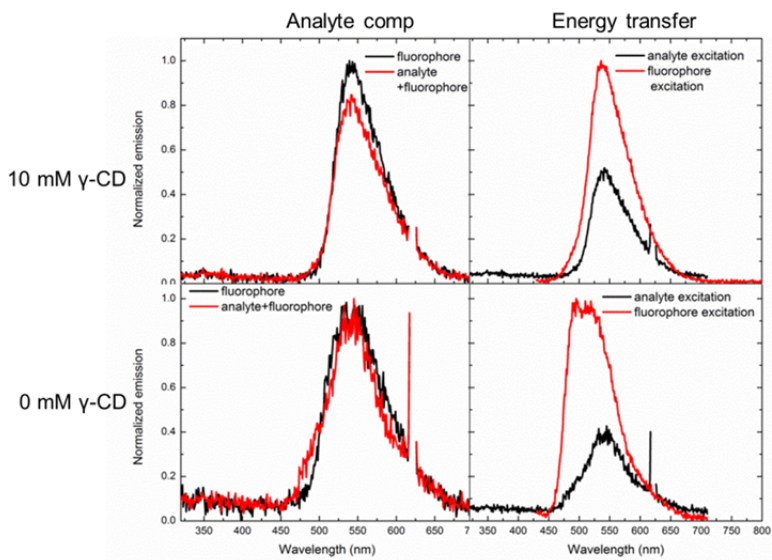 Analyte comp
Energy transfer
10 mM γ-CD
Normalized emission
1.0
0.8
0.6
0.4
0.2
0.0
fluorophore
analyte
+fluorophore
analyte excitation
fluorophore
excitation
0 mM γ-CD
Normalized emission
1.0
0.8
0.6
0.4
0.2
0.0
fluorophore
analyte+fluorophore
analyte excitation
fluorophore excitation
350 400 450 500 550 600 650 7
350 400 450 500 550 600 650 700 750 800
Wavelength (nm)
Wavelength (nm)